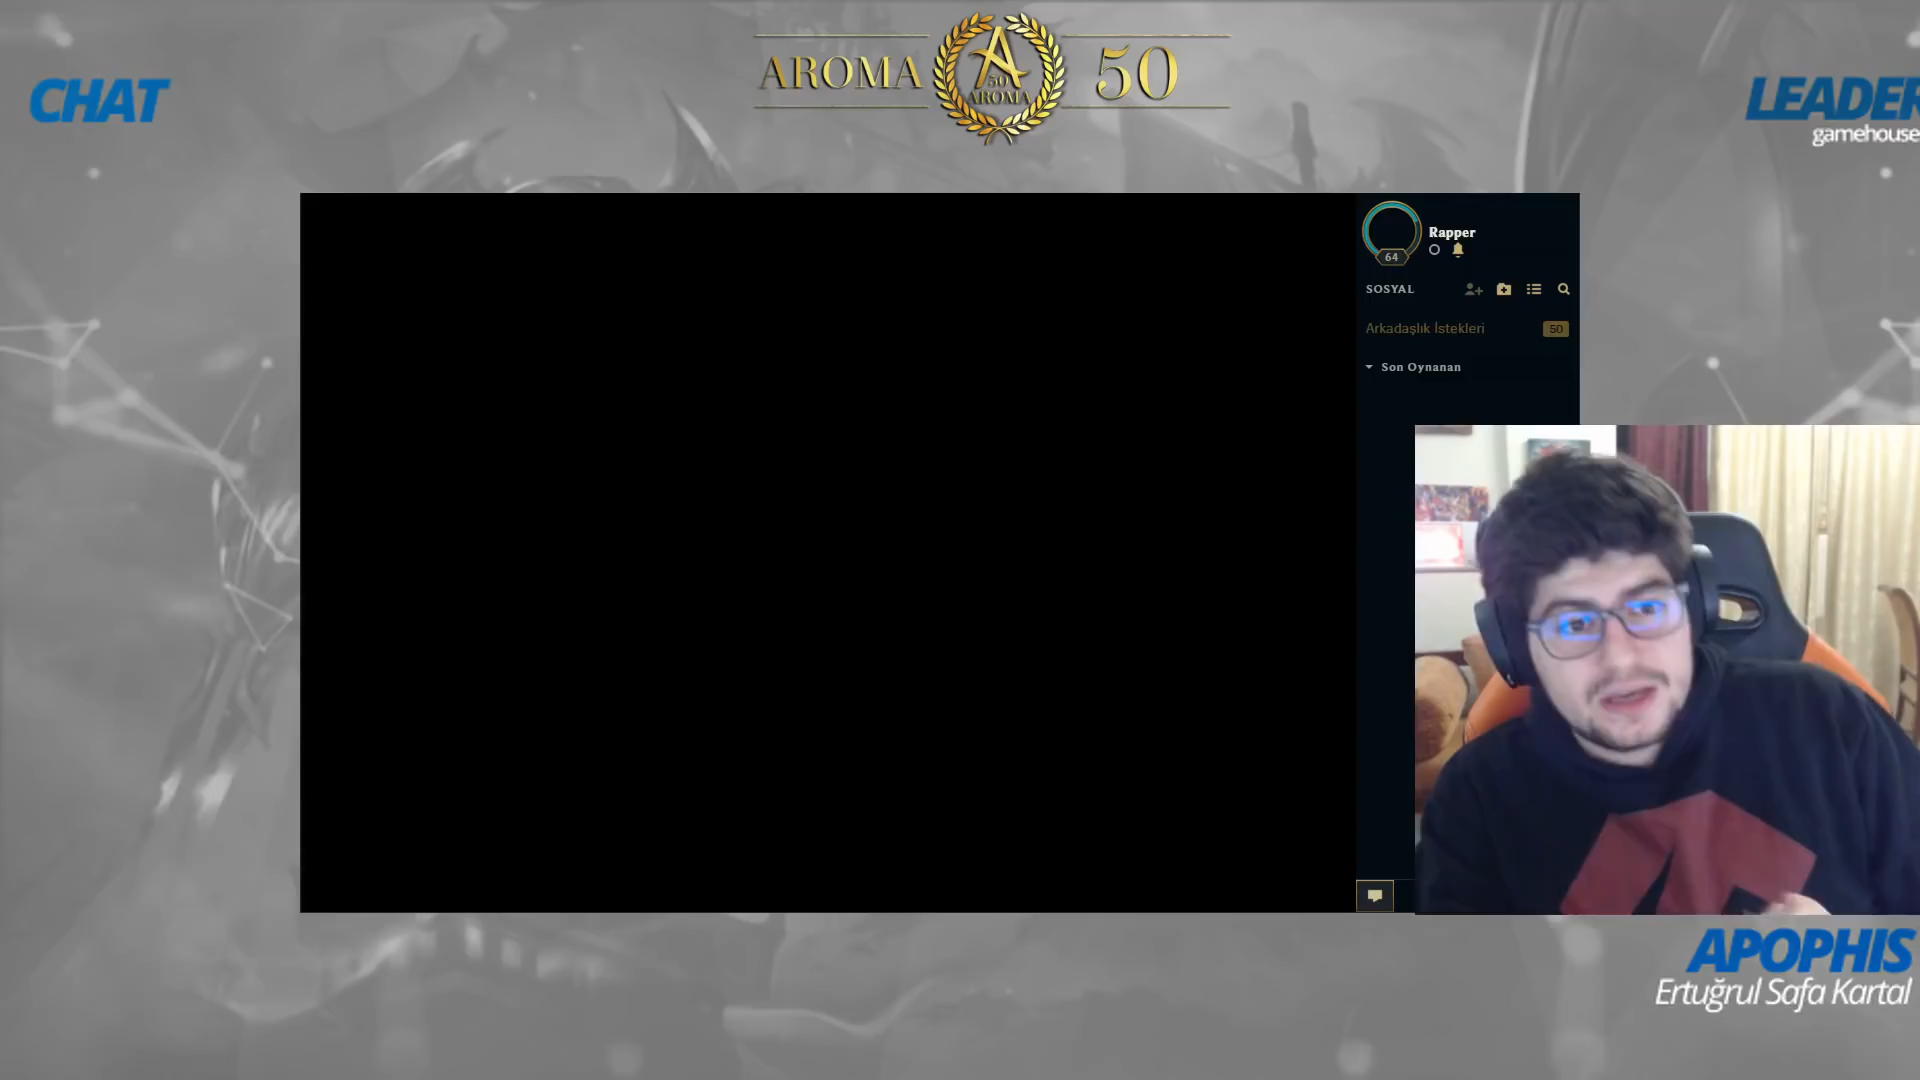 CHAT
AROMA
A
50
AROMA
50
LEADER
gamehouse
Rapper
64
SOSYAL
Arkadaşlık İstekleri
50
Son Oynanan
APOPHIS
Ertuğrul Safa Kartal